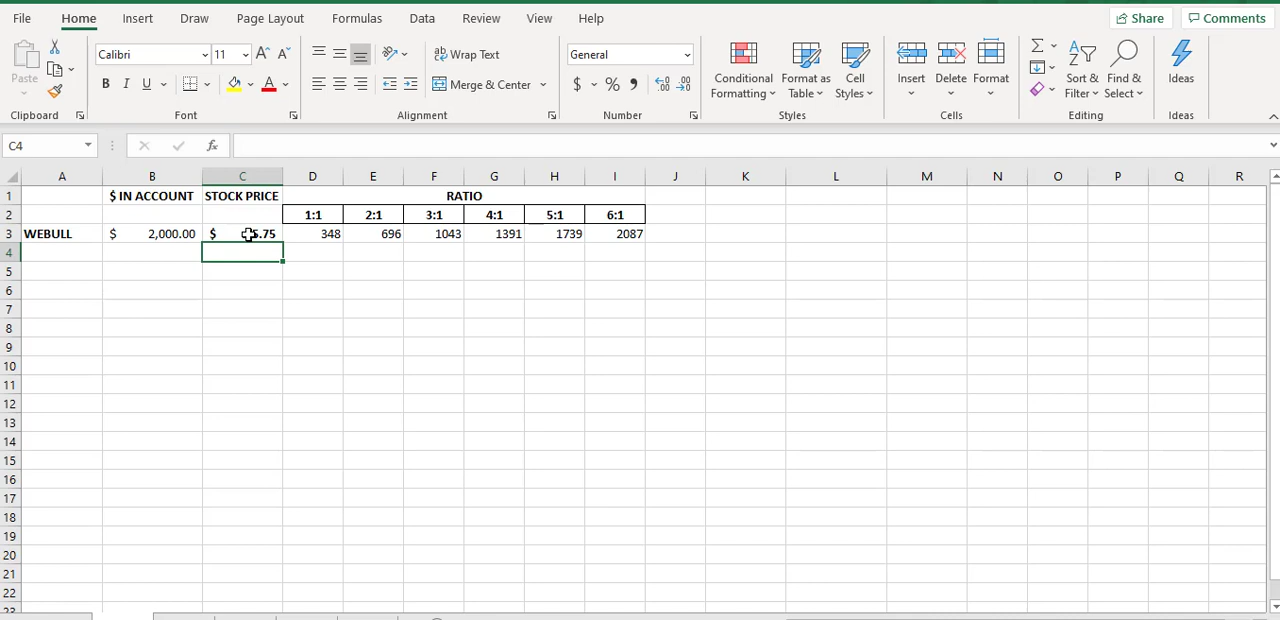 File Home Insert Draw Page Layout Formulas Data Review View Help Share Comments
Paste Calibri 11 A A ab Wrap Text General Conditional Formatting Format as Table Cell Styles Insert Delete Format Sort & Filter Find & Select Ideas
B I U A Merge & Center $ % 9
Clipboard Font Alignment Number Styles Cells Editing Ideas
C4 fx
A B C D E F G H I J K L M N O P Q R
1 $ IN ACCOUNT STOCK PRICE RATIO
2 1:1 2:1 3:1 4:1 5:1 6:1
3 WEBULL $ 2,000.00 $ 5.75 348 696 1043 1391 1739 2087
4
5
6
7
8
9
10
11
12
13
14
15
16
17
18
19
20
21
22
23